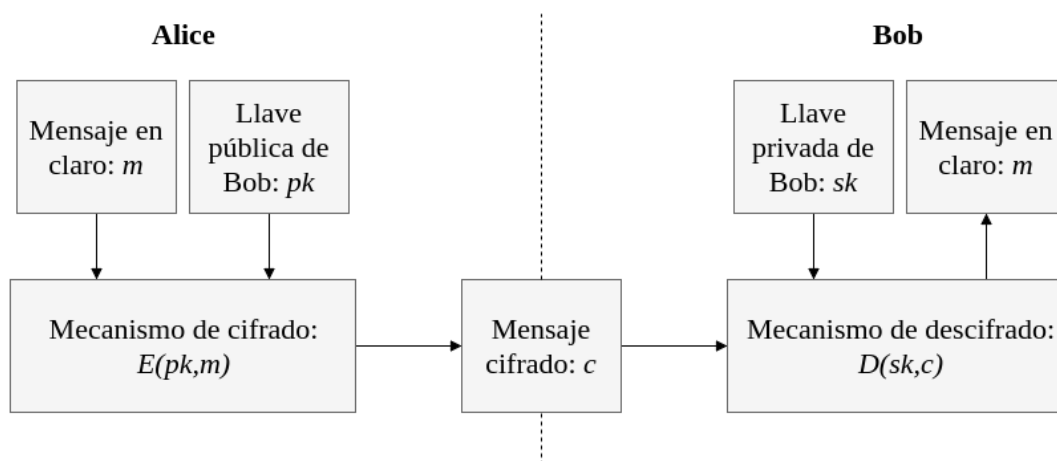 Alice
Bob
Mensaje en
claro: m
Llave
pública de
Bob: pk
Llave
privada de
Bob: sk
Mensaje en
claro: m
Mecanismo de cifrado:
E(pk,m)
Mensaje
cifrado: c
Mecanismo de descifrado:
D(sk,c)